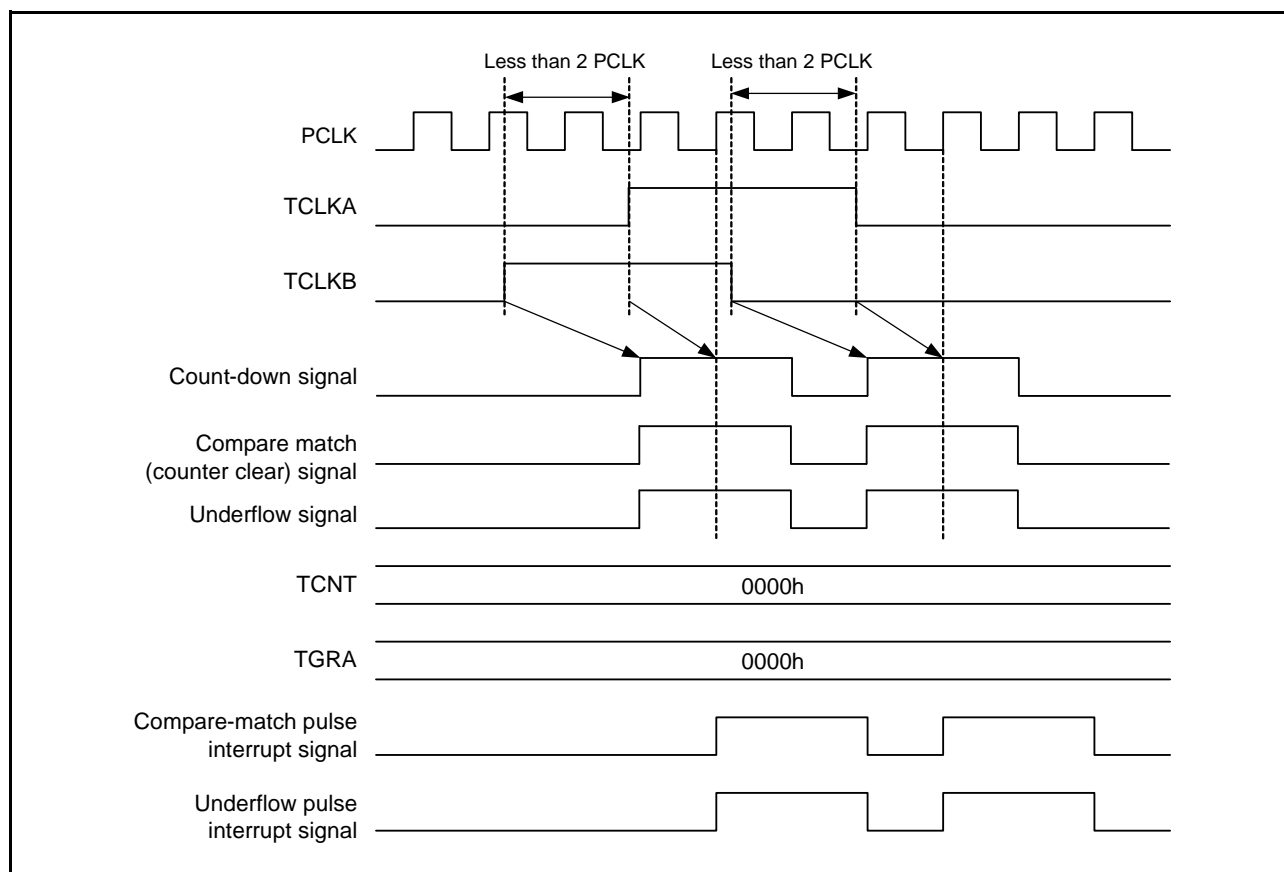 Less than 2 PCLK
Less than 2 PCLK
PCLK
TCLKA
TCLKB
Count-down signal
Compare match
(counter clear) signal
Underflow signal
TCNT
0000h
TGRA
0000h
Compare-match pulse
interrupt signal
Underflow pulse
interrupt signal